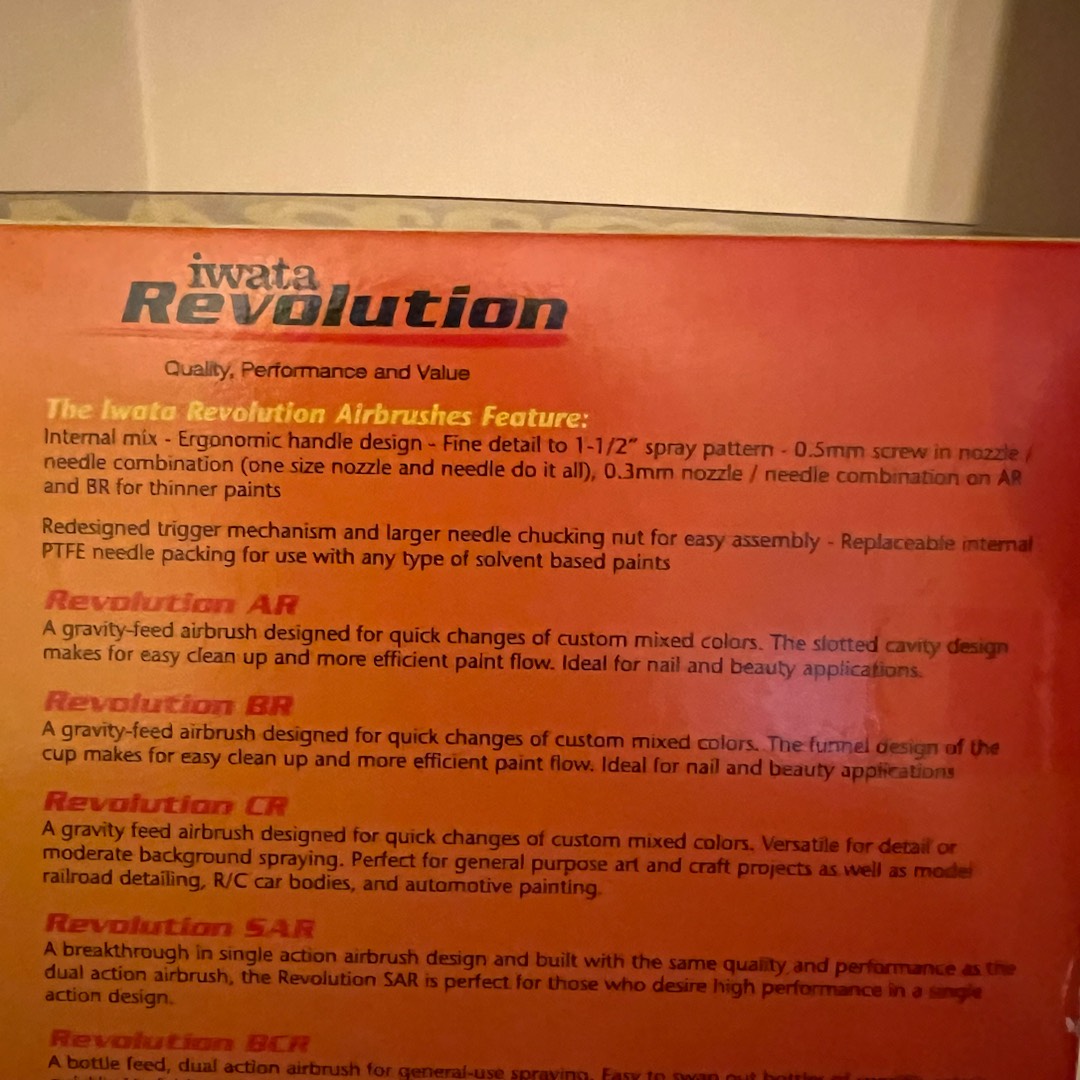 iwata
Revolution
Quality, Performance and Value
The Iwata Revolution Airbrushes Feature:
Internal mix - Ergonomic handle design - Fine detail to 1-1/2” spray pattern - 0.5mm screw in nozzle /
needle combination (one size nozzle and needle do it all), 0.3mm nozzle / needle combination on AR
and BR for thinner paints
Redesigned trigger mechanism and larger needle chucking nut for easy assembly - Replaceable internal
PTFE needle packing for use with any type of solvent based paints
Revolution AR
A gravity-feed airbrush designed for quick changes of custom mixed colors. The slotted cavity design
makes for easy clean up and more efficient paint flow. Ideal for nail and beauty applications.
Revolution BR
A gravity-feed airbrush designed for quick changes of custom mixed colors. The funnel design of the
cup makes for easy clean up and more efficient paint flow. Ideal for nail and beauty applications
Revolution CR
A gravity feed airbrush designed for quick changes of custom mixed colors. Versatile for detail or
moderate background spraying. Perfect for general purpose art and craft projects as well as model
railroad detailing, R/C car bodies, and automotive painting.
Revolution SAR
A breakthrough in single action airbrush design and built with the same quality and performance as the
dual action airbrush, the Revolution SAR is perfect for those who desire high performance in a single
action design.
Revolution BCR
A bottle feed, dual action airbrush for general-use spraying. Easy to swap out bottles of